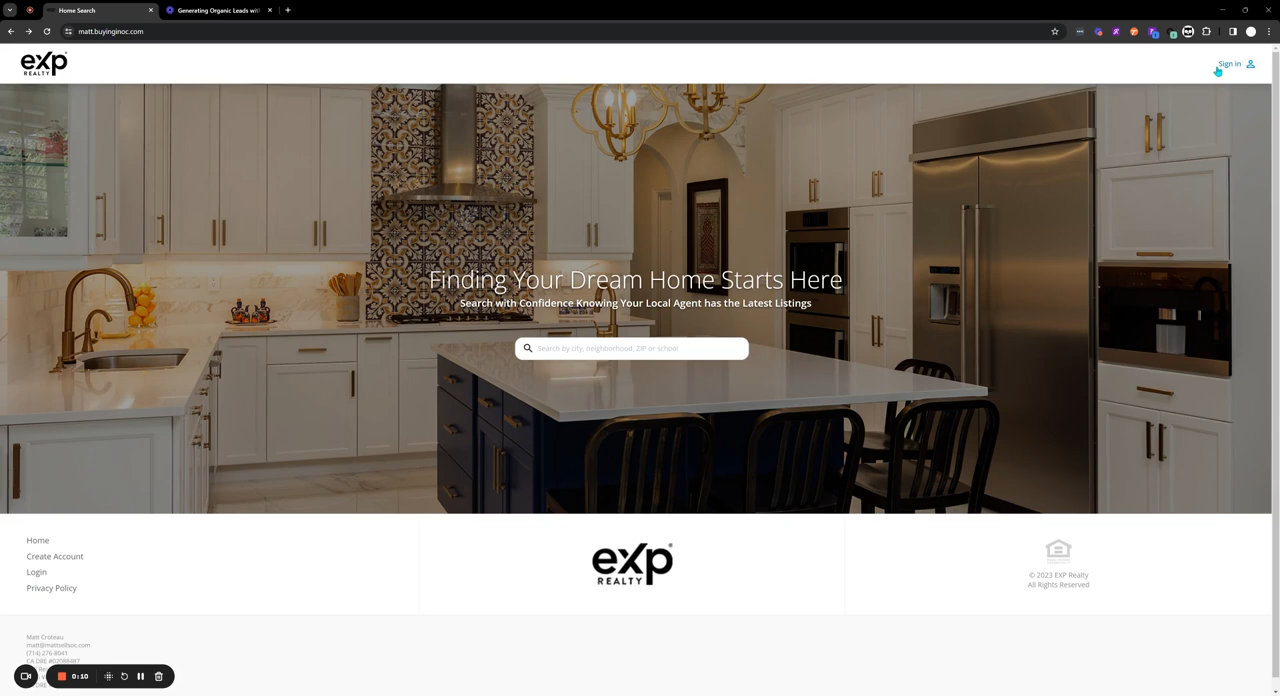 Home Search
Generating Organic Leads wit
matt.buyinginoc.com
eXp
REALTY
Sign in
Finding Your Dream Home Starts Here
Search with Confidence Knowing Your Local Agent has the Latest Listings
Search by city, neighborhood, ZIP or school
Home
Create Account
Login
Privacy Policy
eXp
REALTY
© 2023 EXP Realty
All Rights Reserved
Matt Croteau
matt@mattsellsoc.com
(714) 276-8041
CA DRE #02088487
0:10